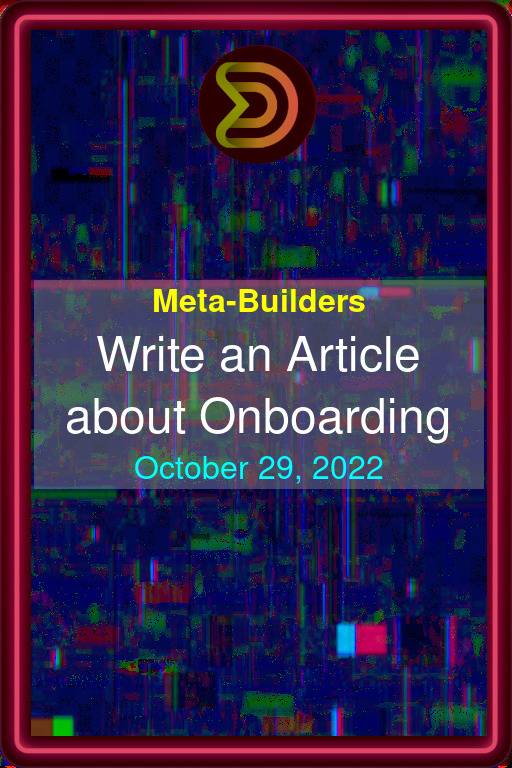 Meta-Builders
Write an Article
about Onboarding
October 29, 2022